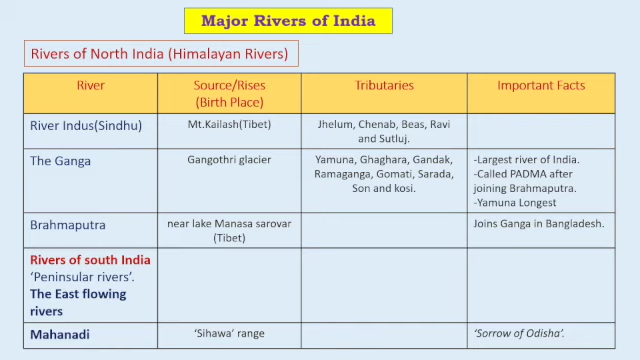 Major Rivers of India
Rivers of North India (Himalayan Rivers)
River
Source/Rises
(Birth Place)
Tributaries
Important Facts
River Indus(Sindhu)
Mt.Kailash(Tibet)
Jhelum, Chenab, Beas, Ravi
and Sutluj.
The Ganga
Gangothri glacier
Yamuna, Ghaghara, Gandak,
Ramaganga, Gomati, Sarada,
Son and kosi.
-Largest river of India.
-Called PADMA after
joining Brahmaputra.
-Yamuna Longest
Brahmaputra
near lake Manasa sarovar
(Tibet)
Joins Ganga in Bangladesh.
Rivers of south India
‘Peninsular rivers’.
The East flowing
rivers
Mahanadi
‘Sihawa’ range
‘Sorrow of Odisha’.